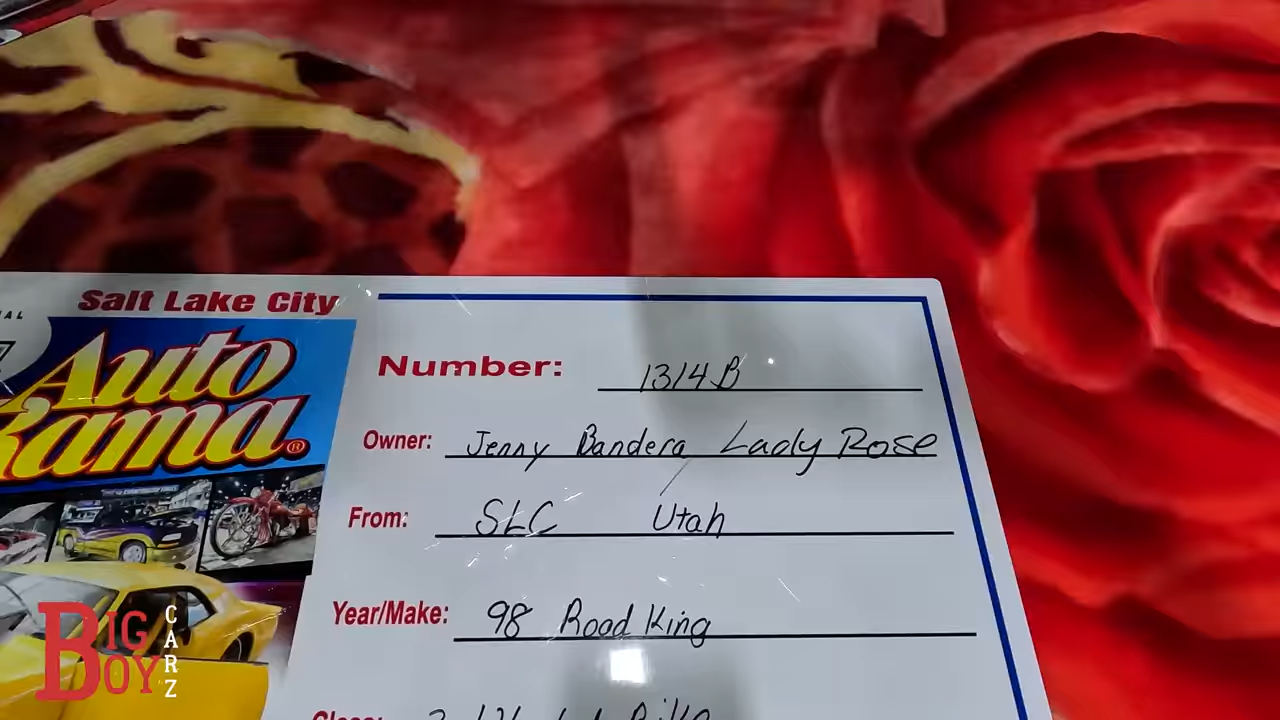 Salt Lake City
Auto
Rama®
Number: 1314B
Owner: Jenny Bandera Lady Rose
From: SLC Utah
Year/Make: 98 Road King
BIG
BOY
CARZ